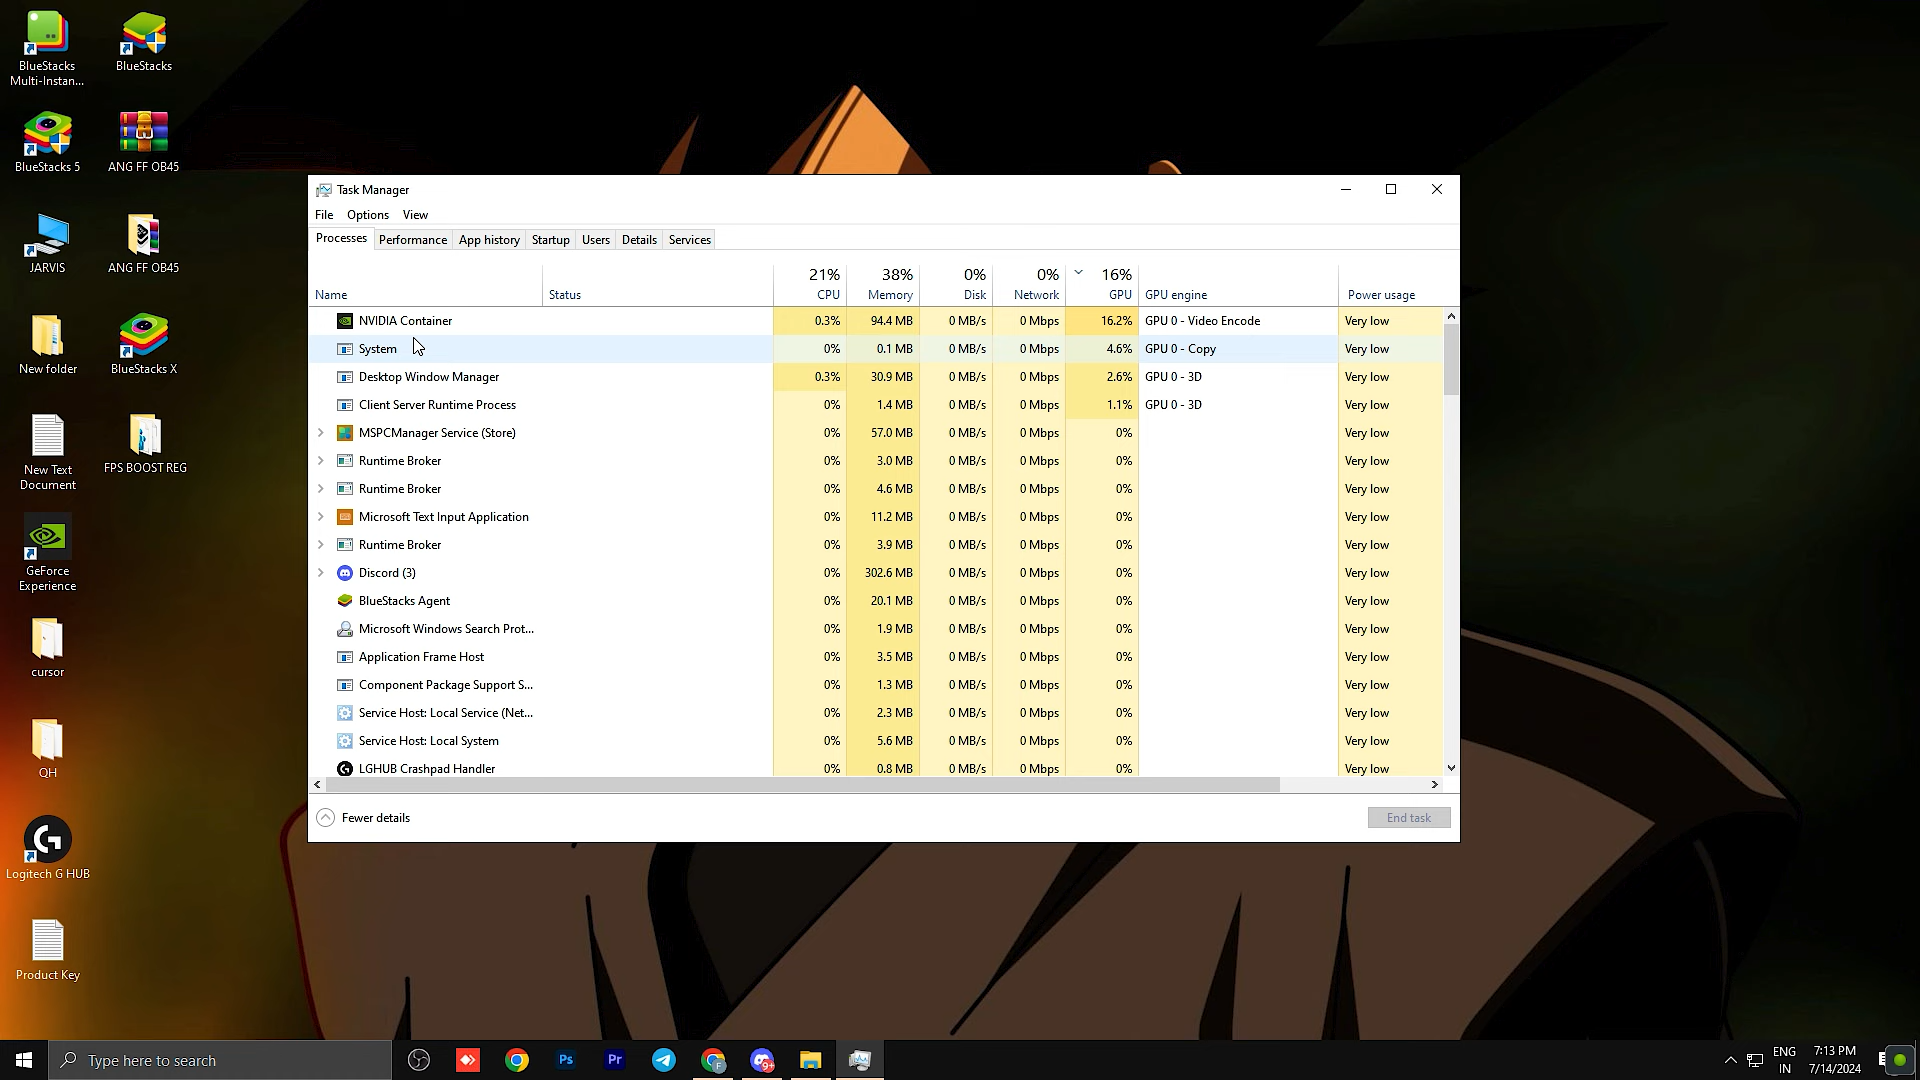 BlueStacks
Multi-Instan...
BlueStacks
BlueStacks 5
ANG FF OB45
JARVIS
ANG FF OB45
New folder
BlueStacks X
New Text
Document
FPS BOOST REG
GeForce
Experience
cursor
QH
Logitech G HUB
Product Key
Task Manager
File Options View
Processes Performance App history Startup Users Details Services
21% 38% 0% 0% 16%
Name Status CPU Memory Disk Network GPU GPU engine Power usage
NVIDIA Container 0.3% 94.4 MB 0 MB/s 0 Mbps 16.2% GPU 0 - Video Encode Very low
System 0% 0.1 MB 0 MB/s 0 Mbps 4.6% GPU 0 - Copy Very low
Desktop Window Manager 0.3% 30.9 MB 0 MB/s 0 Mbps 2.6% GPU 0 - 3D Very low
Client Server Runtime Process 0% 1.4 MB 0 MB/s 0 Mbps 1.1% GPU 0 - 3D Very low
MSPCManager Service (Store) 0% 57.0 MB 0 MB/s 0 Mbps 0% Very low
Runtime Broker 0% 3.0 MB 0 MB/s 0 Mbps 0% Very low
Runtime Broker 0% 4.6 MB 0 MB/s 0 Mbps 0% Very low
Microsoft Text Input Application 0% 11.2 MB 0 MB/s 0 Mbps 0% Very low
Runtime Broker 0% 3.9 MB 0 MB/s 0 Mbps 0% Very low
Discord (3) 0% 302.6 MB 0 MB/s 0 Mbps 0% Very low
BlueStacks Agent 0% 20.1 MB 0 MB/s 0 Mbps 0% Very low
Microsoft Windows Search Prot... 0% 1.9 MB 0 MB/s 0 Mbps 0% Very low
Application Frame Host 0% 3.5 MB 0 MB/s 0 Mbps 0% Very low
Component Package Support S... 0% 1.3 MB 0 MB/s 0 Mbps 0% Very low
Service Host: Local Service (Net... 0% 2.3 MB 0 MB/s 0 Mbps 0% Very low
Service Host: Local System 0% 5.6 MB 0 MB/s 0 Mbps 0% Very low
LGHUB Crashpad Handler 0% 0.8 MB 0 MB/s 0 Mbps 0% Very low
Fewer details End task
Type here to search
Ps
Pr
F
9+
ENG
IN
7:13 PM
7/14/2024